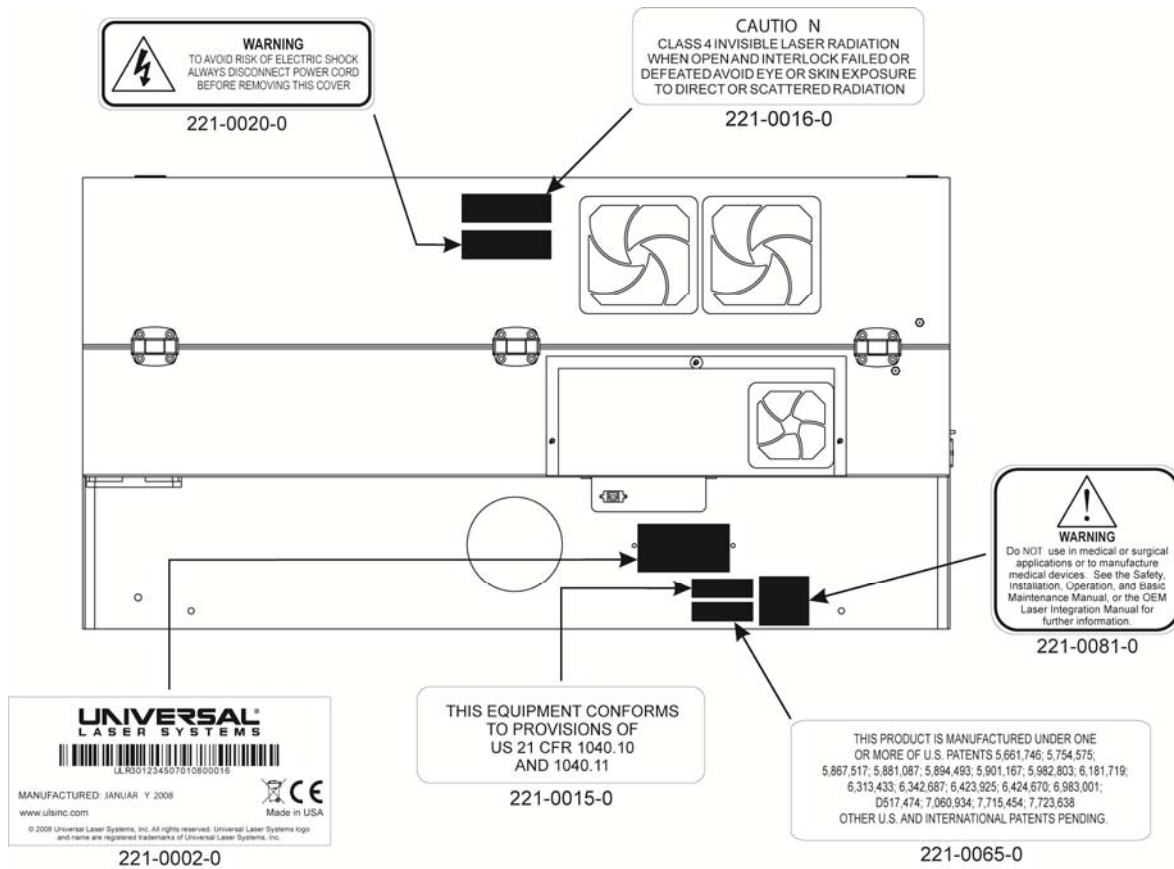 WARNING
TO AVOID RISK OF ELECTRIC SHOCK
ALWAYS DISCONNECT POWER CORD
BEFORE REMOVING THIS COVER
221-0020-0
CAUTIO N
CLASS 4 INVISIBLE LASER RADIATION
WHEN OPEN AND INTERLOCK FAILED OR
DEFEATED AVOID EYE OR SKIN EXPOSURE
TO DIRECT OR SCATTERED RADIATION
221-0016-0
WARNING
Do NOT use in medical or surgical
applications or to manufacture
medical devices. See the Safety,
Installation, Operation, and Basic
Maintenance Manual, or the OEM
Laser Integration Manual for
further information.
221-0081-0
UNIVERSAL®
LASER SYSTEMS
ULR301234507010800016
MANUFACTURED: JANUAR Y 2008
www.ulsinc.com
CE
Made in USA
© 2008 Universal Laser Systems, Inc. All rights reserved. Universal Laser Systems logo
and name are registered trademarks of Universal Laser Systems, Inc.
221-0002-0
THIS EQUIPMENT CONFORMS
TO PROVISIONS OF
US 21 CFR 1040.10
AND 1040.11
221-0015-0
THIS PRODUCT IS MANUFACTURED UNDER ONE
OR MORE OF U.S. PATENTS 5,661,746; 5,754,575;
5,867,517; 5,881,087; 5,894,493; 5,901,167; 5,982,803; 6,181,719;
6,313,433; 6,342,687; 6,423,925; 6,424,670; 6,983,001;
D517,474; 7,060,934; 7,715,454; 7,723,638
OTHER U.S. AND INTERNATIONAL PATENTS PENDING.
221-0065-0